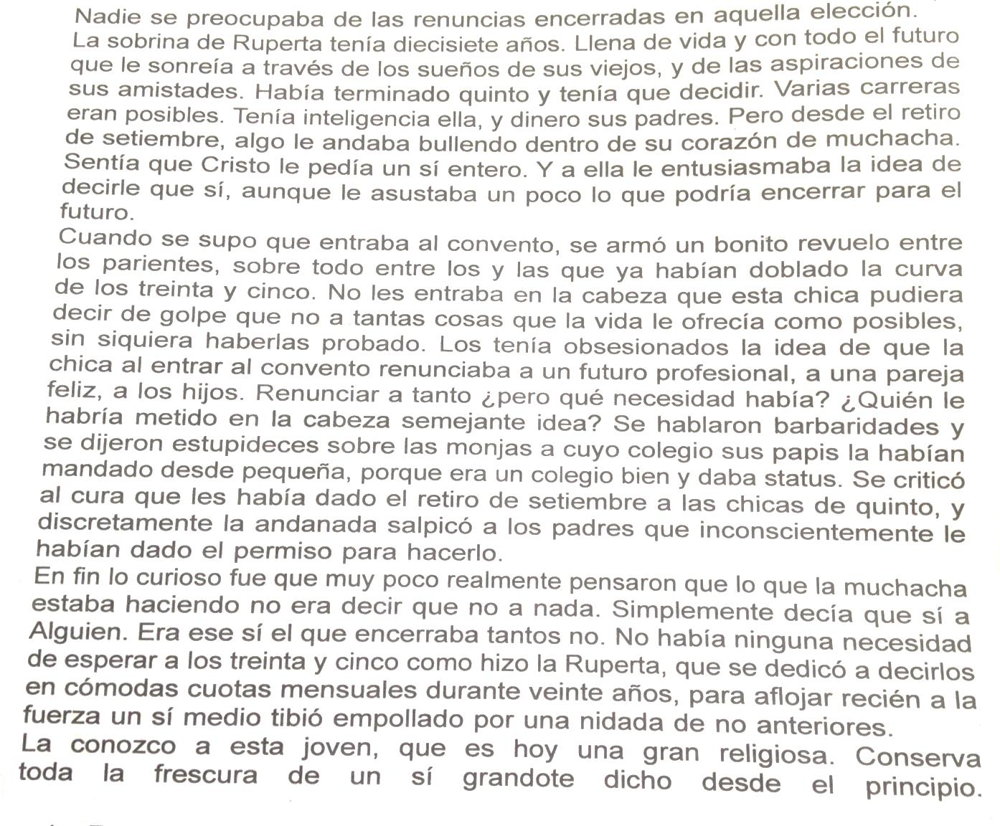 Nadie se preocupaba de las renuncias encerradas en aquella elección.
La sobrina de Ruperta tenía diecisiete años. Llena de vida y con todo el futuro
que le sonreía a través de los sueños de sus viejos, y de las aspiraciones de
sus amistades. Había terminado quinto y tenía que decidir. Varias carreras
eran posibles. Tenía inteligencia ella, y dinero sus padres. Pero desde el retiro
de setiembre, algo le andaba bullendo dentro de su corazón de muchacha.
Sentía que Cristo le pedía un sí entero. Y a ella le entusiasmaba la idea de
decirle que sí, aunque le asustaba un poco lo que podría encerrar para el
futuro.
Cuando se supo que entraba al convento, se armó un bonito revuelo entre
los parientes, sobre todo entre los y las que ya habían doblado la curva
de los treinta y cinco. No les entraba en la cabeza que esta chica pudiera
decir de golpe que no a tantas cosas que la vida le ofrecía como posibles,
sin siquiera haberlas probado. Los tenía obsesionados la idea de que la
chica al entrar al convento renunciaba a un futuro profesional, a una pareja
feliz, a los hijos. Renunciar a tanto ¿pero qué necesidad había? ¿Quién le
habría metido en la cabeza semejante idea? Se hablaron barbaridades y
se dijeron estupideces sobre las monjas a cuyo colegio sus papis la habían
mandado desde pequeña, porque era un colegio bien y daba status. Se criticó
al cura que les había dado el retiro de setiembre a las chicas de quinto, y
discretamente la andanada salpicó a los padres que inconscientemente le
habían dado el permiso para hacerlo.
En fin lo curioso fue que muy poco realmente pensaron que lo que la muchacha
estaba haciendo no era decir que no a nada. Simplemente decía que sí a
Alguien. Era ese sí el que encerraba tantos no. No había ninguna necesidad
de esperar a los treinta y cinco como hizo la Ruperta, que se dedicó a decirlos
en cómodas cuotas mensuales durante veinte años, para aflojar recién a la
fuerza un sí medio tibió empollado por una nidada de no anteriores.
La conozco a esta joven, que es hoy una gran religiosa. Conserva
toda la frescura de un sí grandote dicho desde el principio.